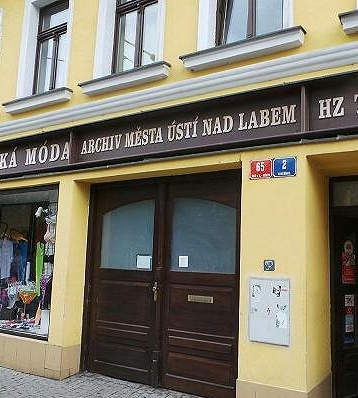 KÁ MÓDA
ARCHIV MĚSTA ÚSTÍ NAD LABEM
HZ
65
2